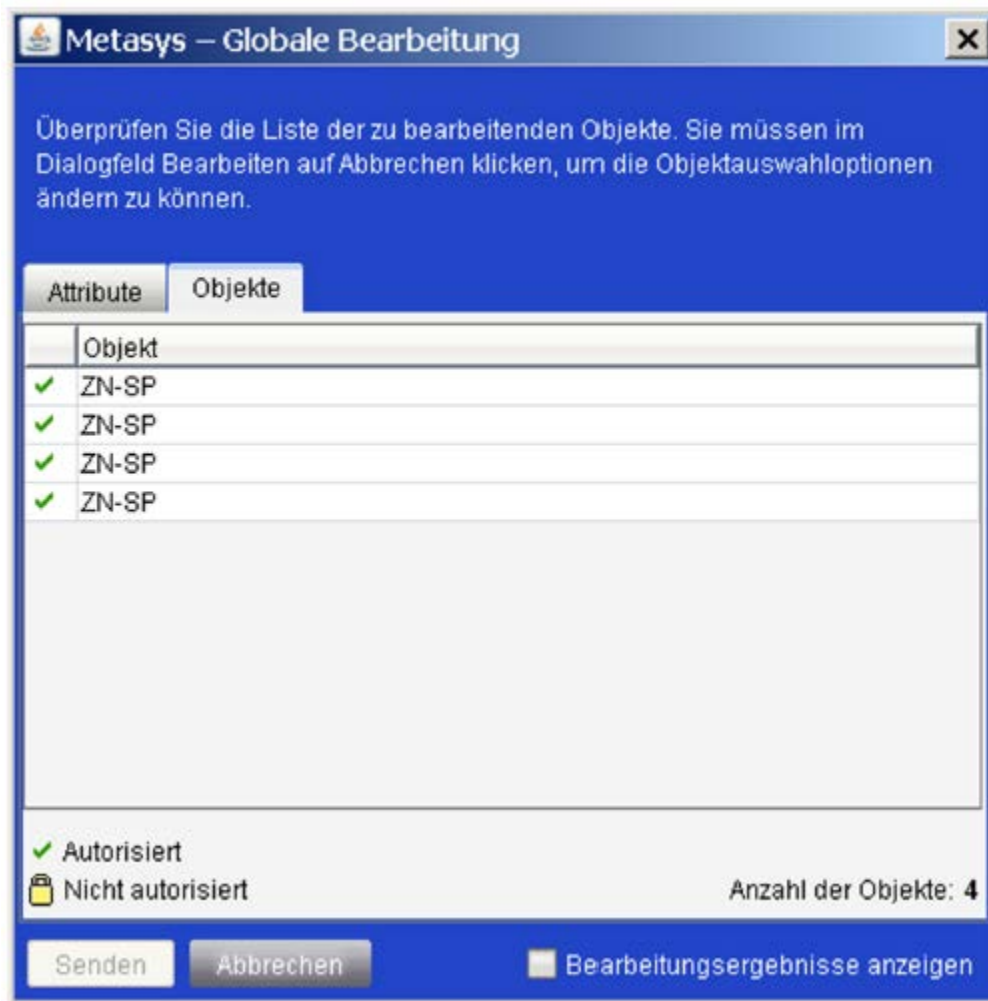 Metasys – Globale Bearbeitung
Überprüfen Sie die Liste der zu bearbeitenden Objekte. Sie müssen im
Dialogfeld Bearbeiten auf Abbrechen klicken, um die Objektauswahloptionen
ändern zu können.
Attribute Objekte
Objekt
ZN-SP
ZN-SP
ZN-SP
ZN-SP
Autorisiert
Nicht autorisiert Anzahl der Objekte: 4
Senden Abbrechen Bearbeitungsergebnisse anzeigen